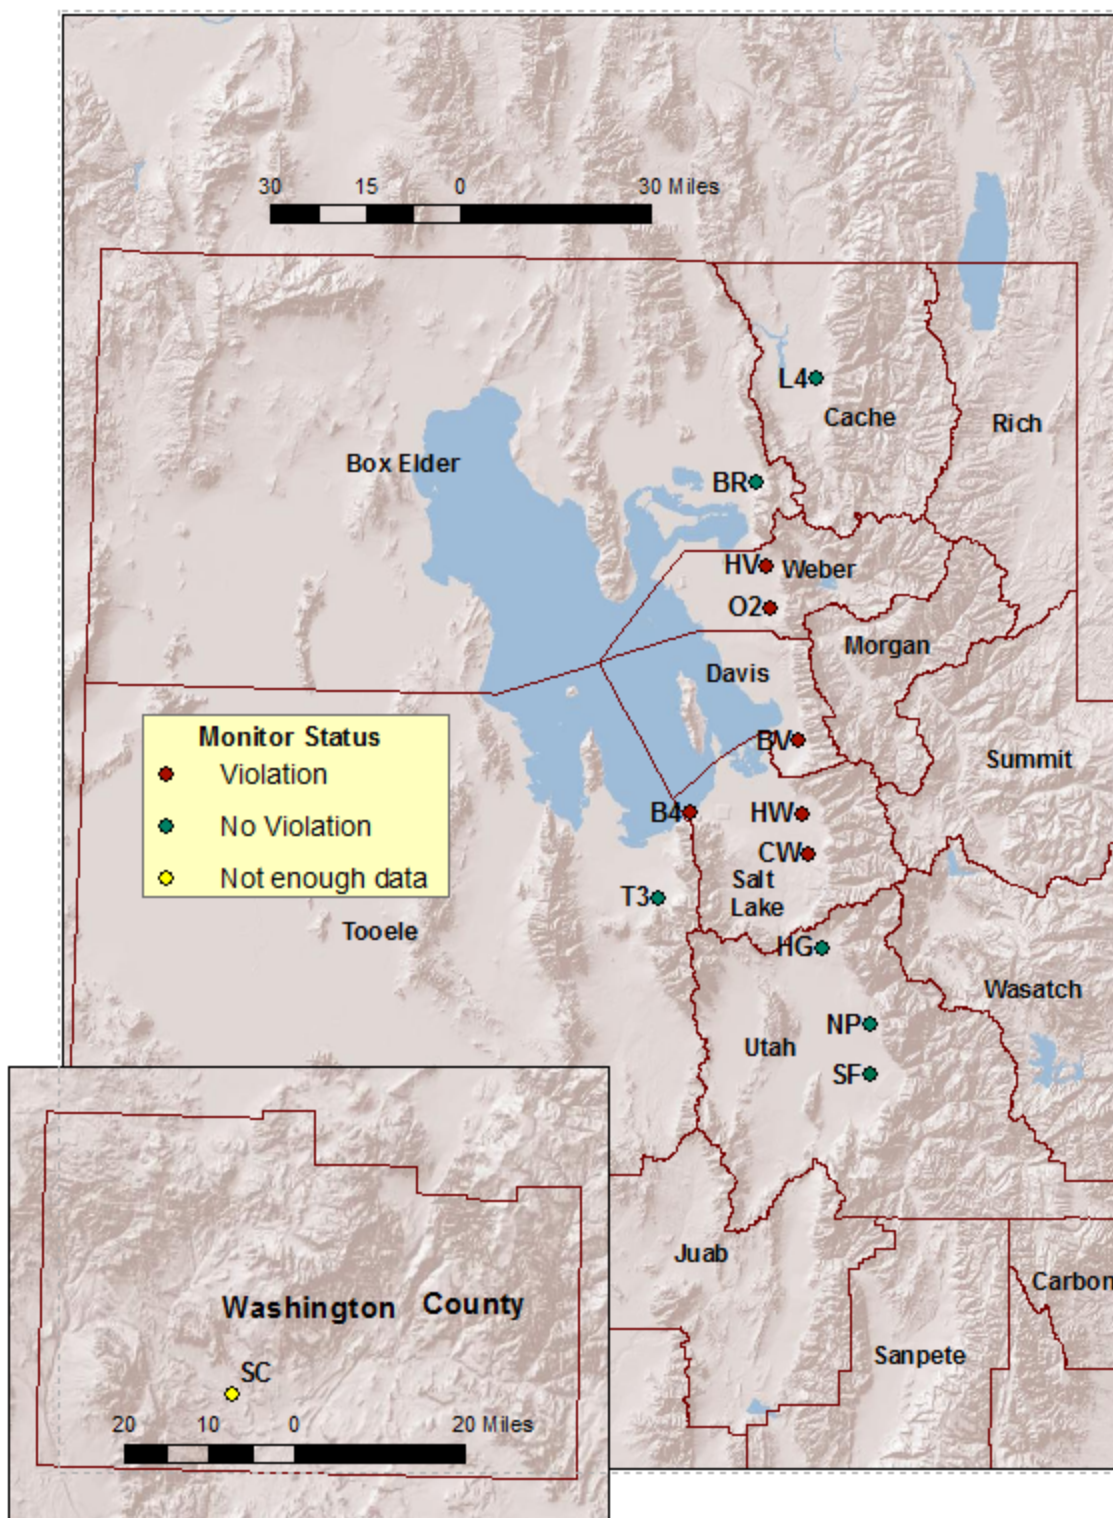 30 15 0 30 Miles
L4
Cache
Rich
Box Elder
BR
HV
Weber
O2
Morgan
Davis
BV
Summit
Monitor Status
Violation
No Violation
Not enough data
B4
HW
CW
Salt
Lake
T3
Tooele
HG
Wasatch
NP
Utah
SF
Juab
Carbon
Sanpete
Washington County
SC
20 10 0 20 Miles